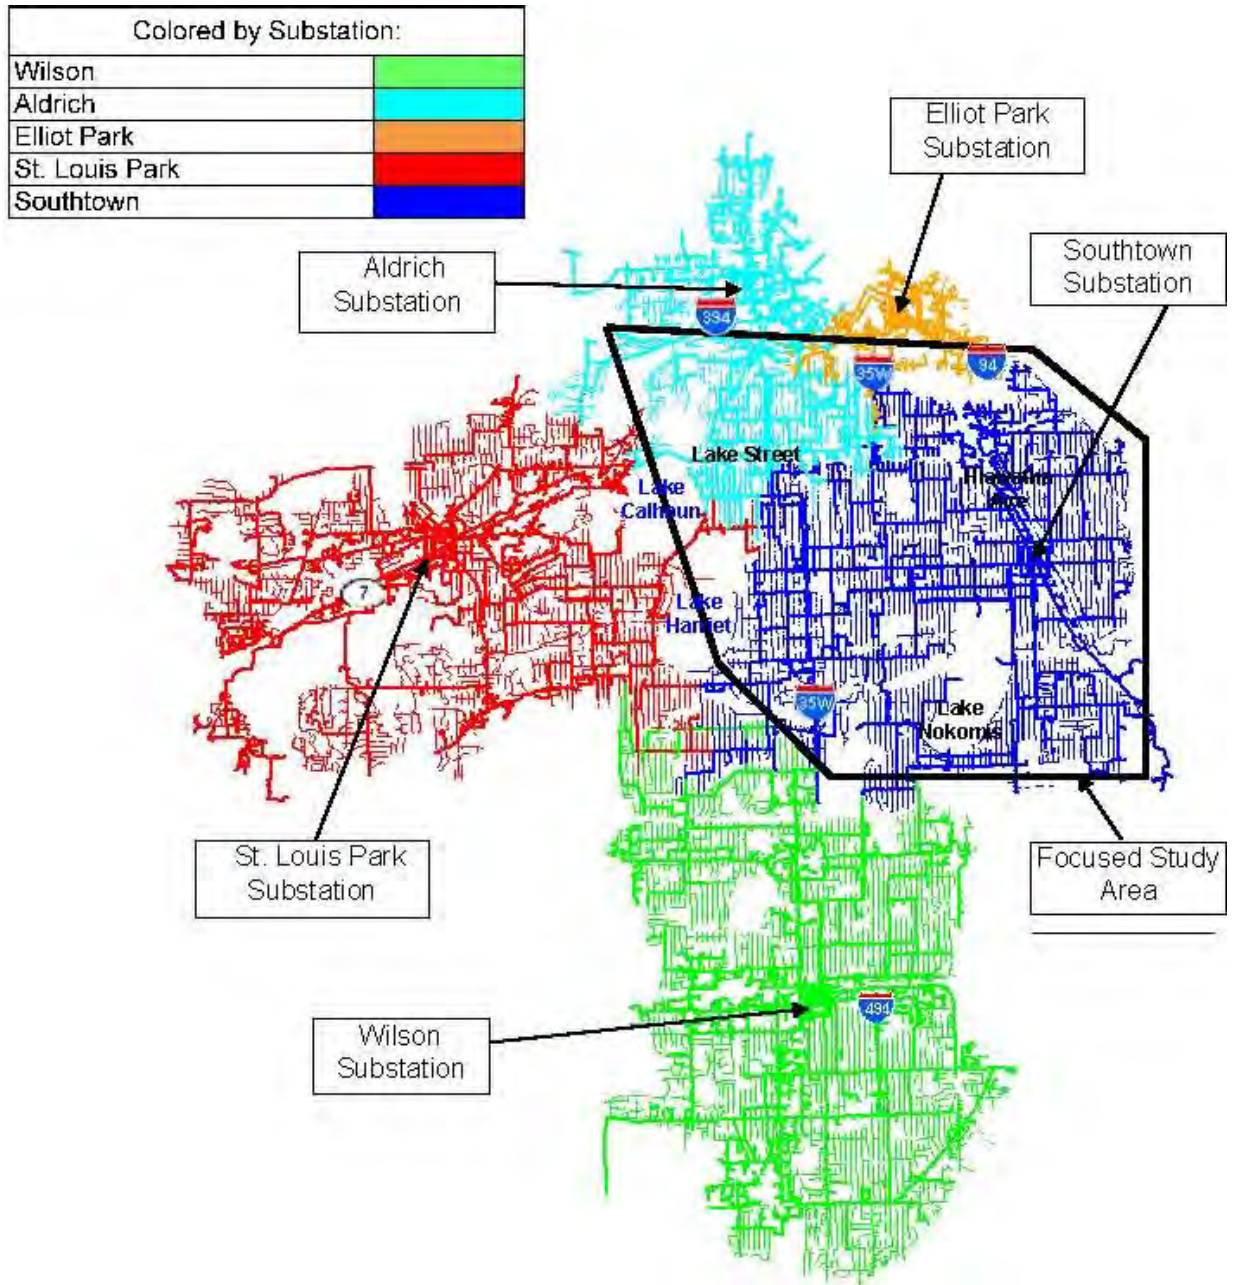 Colored by Substation:
Wilson
Aldrich
Elliot Park
St. Louis Park
Southtown
Elliot Park
Substation
Southtown
Substation
Aldrich
Substation
394
94
35W
Lake Street
Lake
Calhoun
Hiawatha
Ave
7
Lake
Harriet
35W
Lake
Nokomis
St. Louis Park
Substation
Focused Study
Area
494
Wilson
Substation